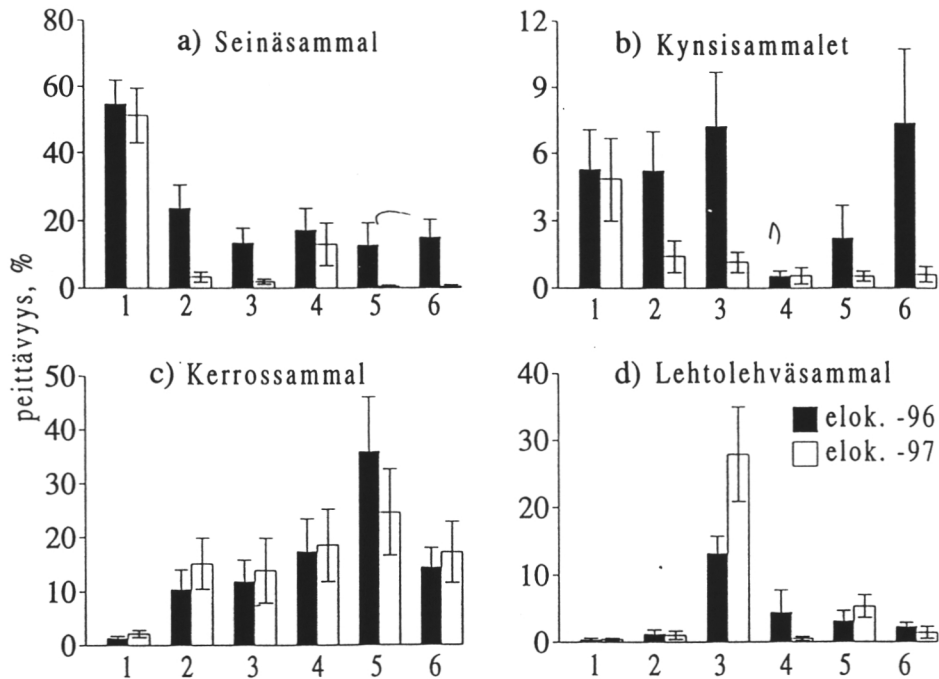 peittävyys, %
a) Seinäsammal
80
60
40
20
0
1 2 3 4 5 6
b) Kynsisammalet
12
9
6
3
0
1 2 3 4 5 6
c) Kerrossammal
50
40
30
20
10
0
1 2 3 4 5 6
d) Lehtolehväsammal
40
30
20
10
0
elok. -96
elok. -97
1 2 3 4 5 6